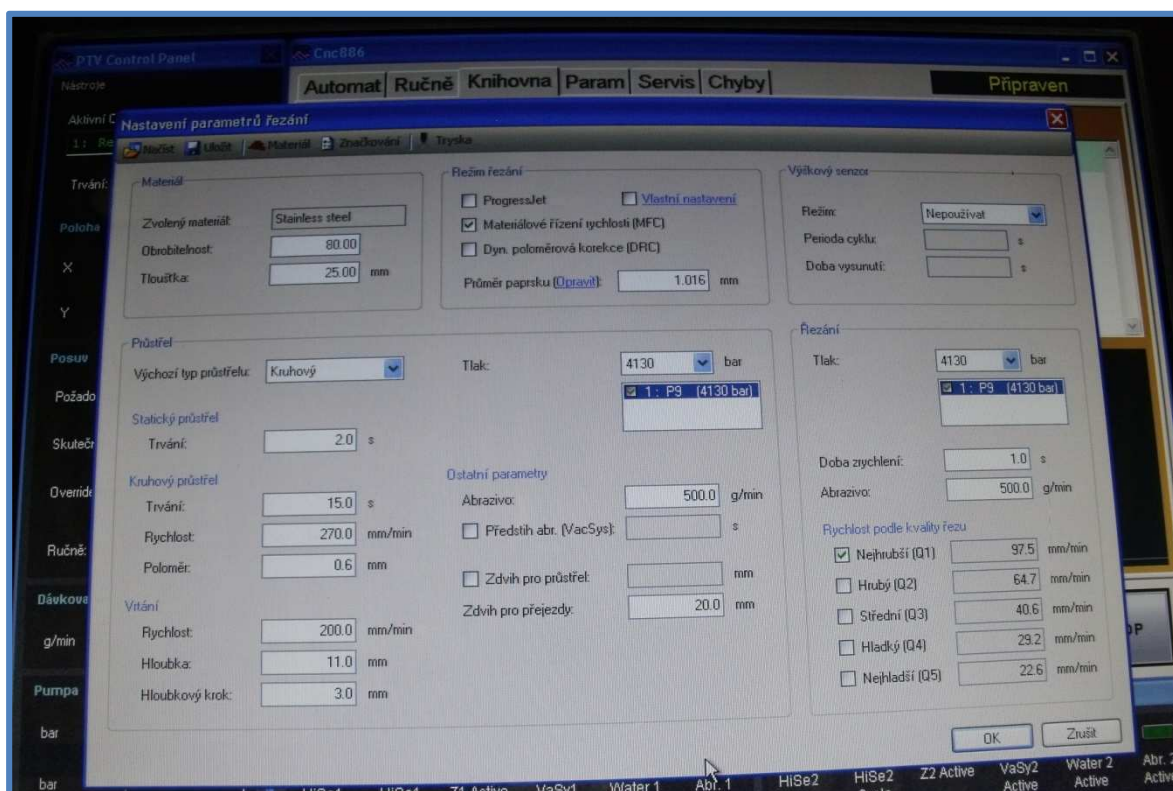 PTV Control Panel
Cnc886
Nástroje
Automat Ručně Knihovna Param Servis Chyby
Připraven
Aktivní
1: Re
Trvání:
Poloha
X
Y
Posuv
Požado
Skutečr
Override
Ručně:
Dávkova
g/min
Pumpa
bar
bar
Nastavení parametrů řezání
Načíst Uložit Materiál Značkování Tryska
Materiál
Zvolený materiál: Stainless steel
Obrobitelnost: 80.00
Tloušťka: 25.00 mm
Režim řezání
ProgressJet Vlastní nastavení
Materiálové řízení rychlosti (MFC)
Dyn. poloměrová korekce (DRC)
Průměr paprsku (Opravit): 1.016 mm
Výškový senzor
Režim: Nepoužívat
Perioda cyklu: s
Doba vysunutí: s
Průstřel
Výchozí typ průstřelu: Kruhový
Statický průstřel
Trvání: 2.0 s
Kruhový průstřel
Trvání: 15.0 s
Rychlost: 270.0 mm/min
Poloměr: 0.6 mm
Vrtání
Rychlost: 200.0 mm/min
Hloubka: 11.0 mm
Hloubkový krok: 3.0 mm
Tlak: 4130 bar
1 : P9 (4130 bar)
Ostatní parametry
Abrazivo: 500.0 g/min
Předstih abr. (VacSys): s
Zdvih pro průstřel: mm
Zdvih pro přejezdy: 20.0 mm
Řezání
Tlak: 4130 bar
1 : P9 (4130 bar)
Doba zrychlení: 1.0 s
Abrazivo: 500.0 g/min
Rychlost podle kvality řezu
Nejhrubší (Q1) 97.5 mm/min
Hrubý (Q2) 64.7 mm/min
Střední (Q3) 40.6 mm/min
Hladký (Q4) 29.2 mm/min
Nejhladší (Q5) 22.6 mm/min
OK Zrušit
HiSe1 Z1 Active VaSy1 Water 1 Abr. 1 HiSe2 HiSe2 Z2 Active VaSy2 Active Water 2 Active Abr. 2 Active